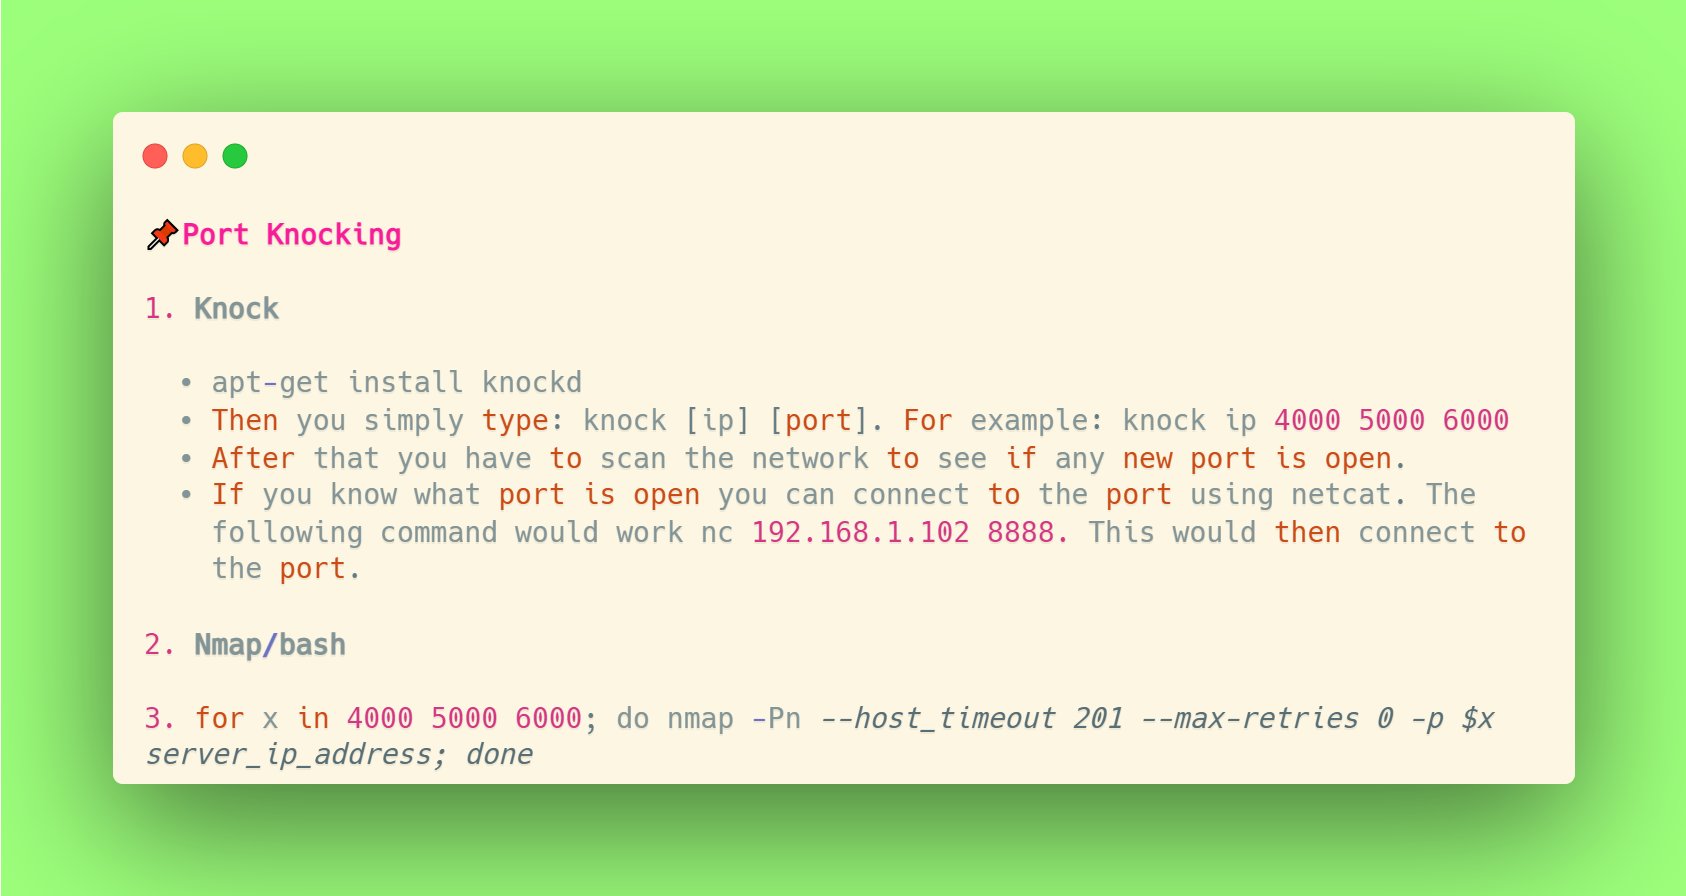 📌Port Knocking
1. Knock
• apt-get install knockd
• Then you simply type: knock [ip] [port]. For example: knock ip 4000 5000 6000
• After that you have to scan the network to see if any new port is open.
• If you know what port is open you can connect to the port using netcat. The
following command would work nc 192.168.1.102 8888. This would then connect to
the port.
2. Nmap/bash
3. for x in 4000 5000 6000; do nmap -Pn --host_timeout 201 --max-retries 0 -p $x
server_ip_address; done